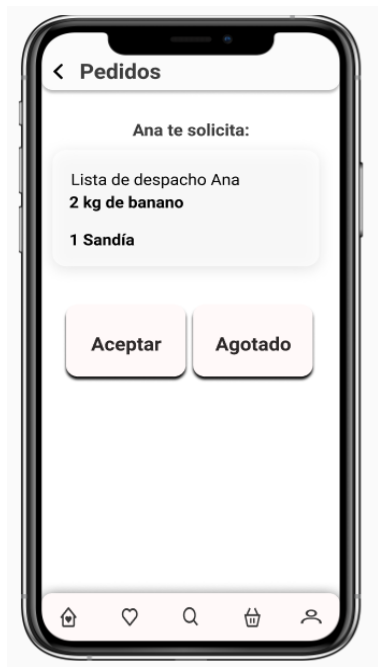 Pedidos
Ana te solicita:
Lista de despacho Ana
2 kg de banano
1 Sandía
Aceptar
Agotado